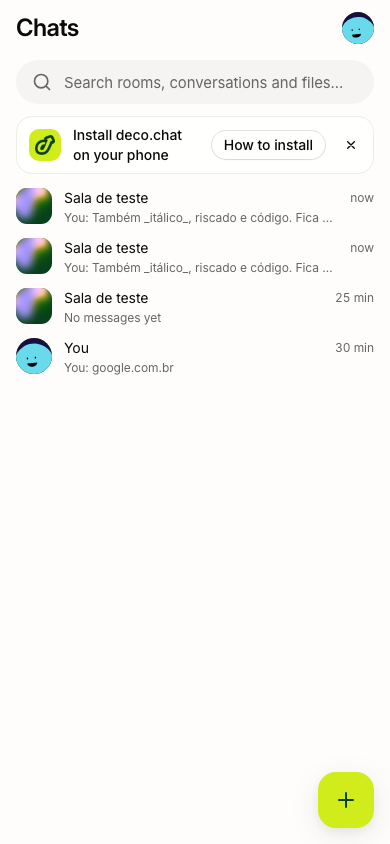 Chats
Search rooms, conversations and files...
Install deco.chat
on your phone
How to install
Sala de teste
now
You: Também _itálico_, riscado e código. Fica ...
Sala de teste
now
You: Também _itálico_, riscado e código. Fica ...
Sala de teste
25 min
No messages yet
You
30 min
You: google.com.br